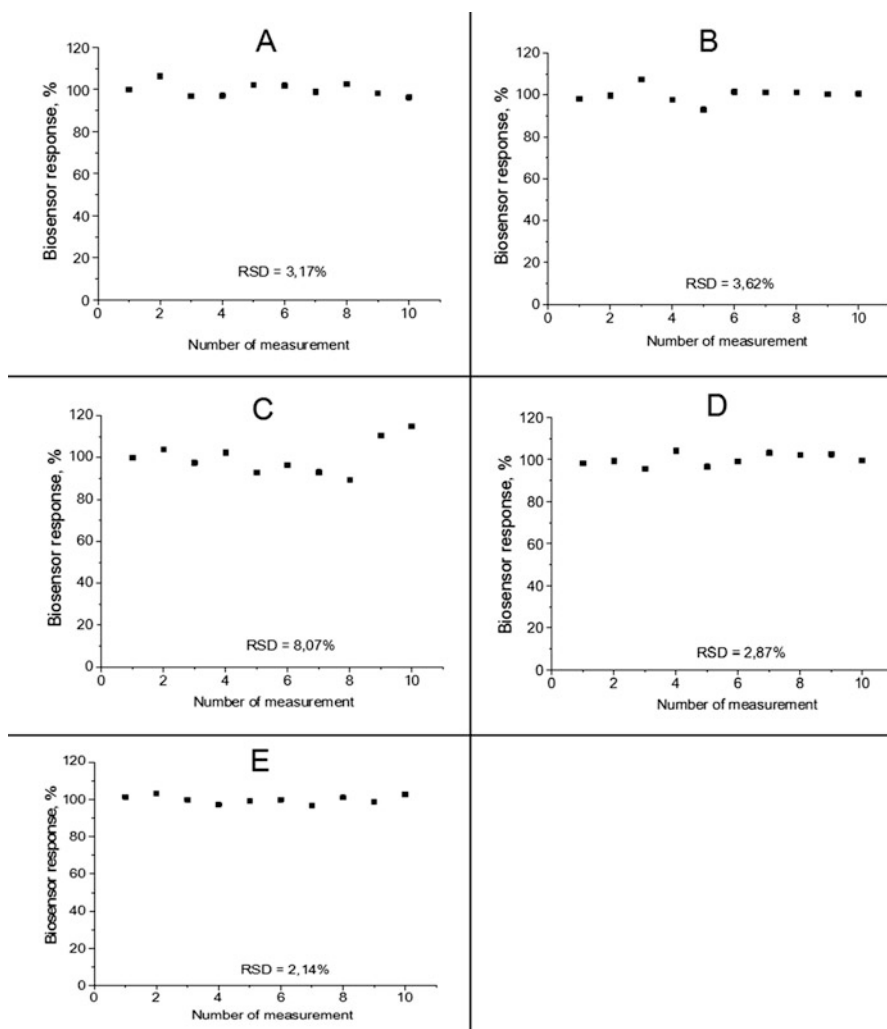 A
Biosensor response, %
120
100
80
60
40
20
0
RSD = 3,17%
0 2 4 6 8 10
Number of measurement
B
Biosensor response, %
120
100
80
60
40
20
0
RSD = 3,62%
0 2 4 6 8 10
Number of measurement
C
Biosensor response, %
120
100
80
60
40
20
0
RSD = 8,07%
0 2 4 6 8 10
Number of measurement
D
Biosensor response, %
120
100
80
60
40
20
0
RSD = 2,87%
0 2 4 6 8 10
Number of measurement
E
Biosensor response, %
120
100
80
60
40
20
0
RSD = 2,14%
0 2 4 6 8 10
Number of measurement